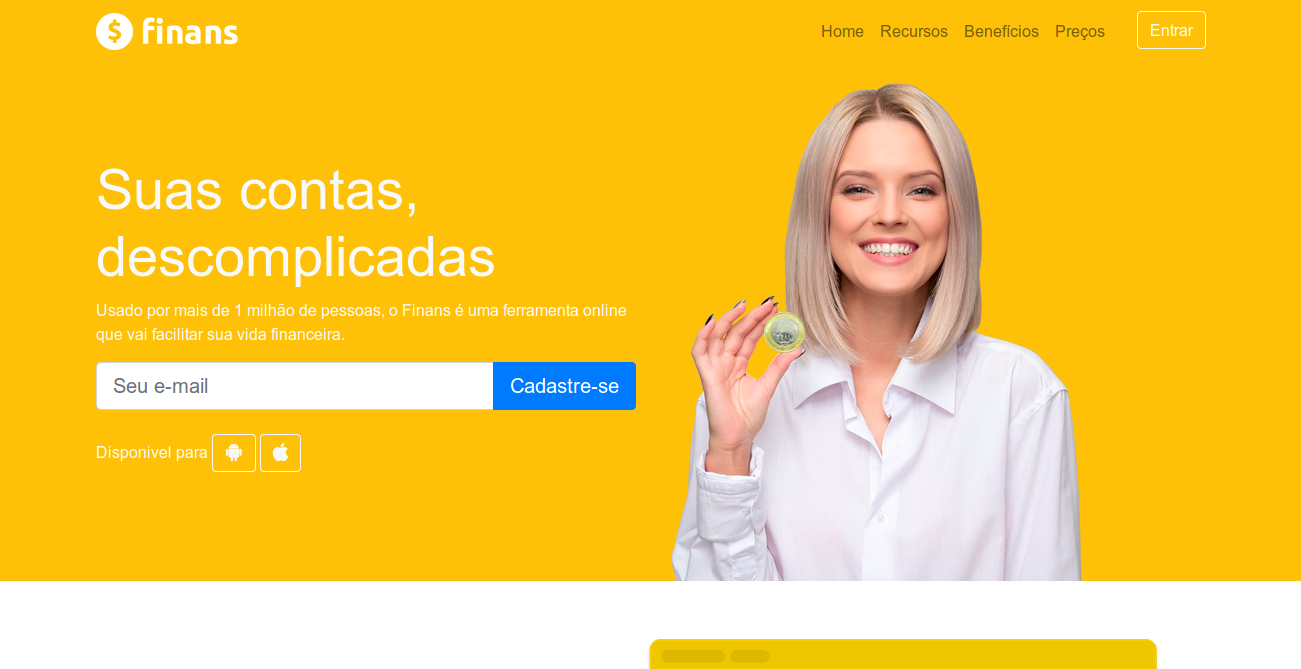 finans
Home Recursos Benefícios Preços Entrar
Suas contas,
descomplicadas
Usado por mais de 1 milhão de pessoas, o Finans é uma ferramenta online
que vai facilitar sua vida financeira.
Seu e-mail Cadastre-se
Disponivel para